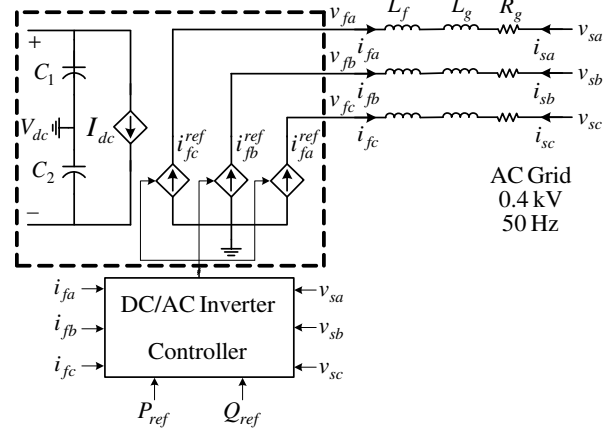 v_fa L_f L_g R_g
+ i_fa i_sa v_sa
C_1 v_fb i_fb i_sb v_sb
V_dc I_dc v_fc i_fc i_sc v_sc
C_2 i_fc^ref i_fb^ref i_fa^ref
−
AC Grid
0.4 kV
50 Hz
i_fa DC/AC Inverter v_sa
i_fb v_sb
i_fc Controller v_sc
P_ref Q_ref